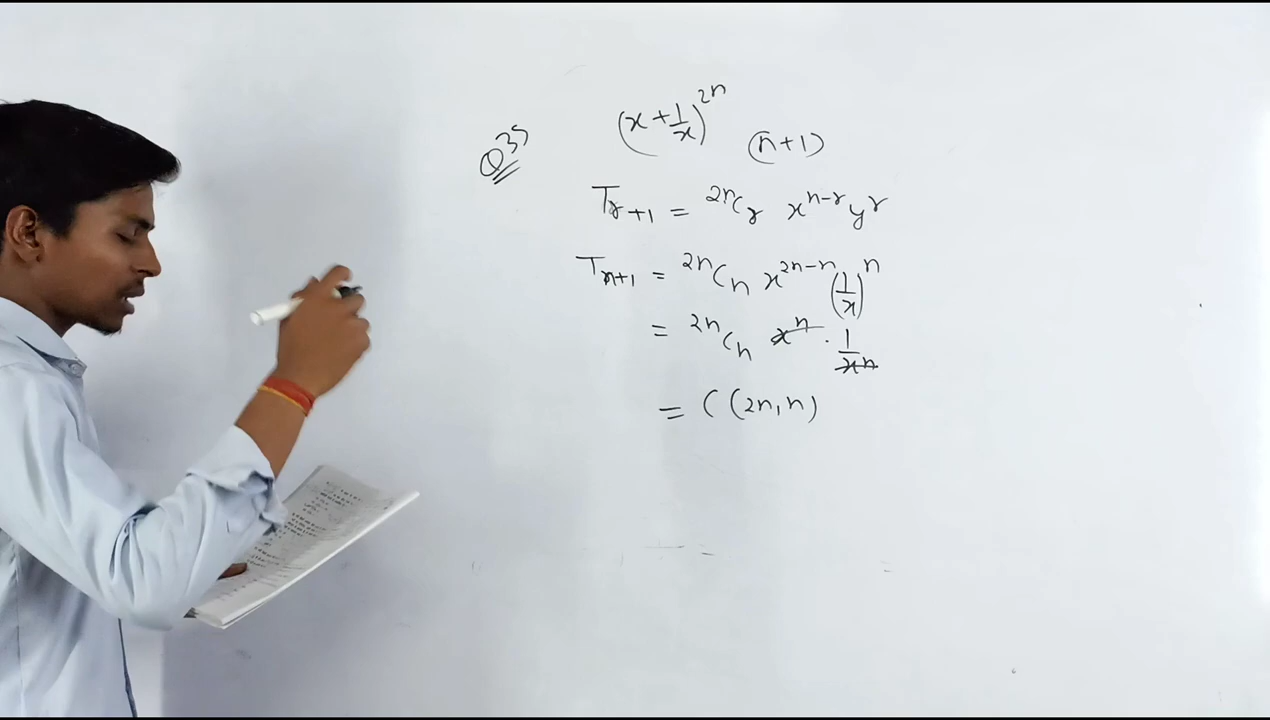 Q35 (x + 1/x)^2n (n+1)
T_r+1 = ^2nC_r x^n-r y^r
T_n+1 = ^2nC_n x^2n-n (1/x)^n
= ^2nC_n x^n · 1/x^n
= C(2n,n)